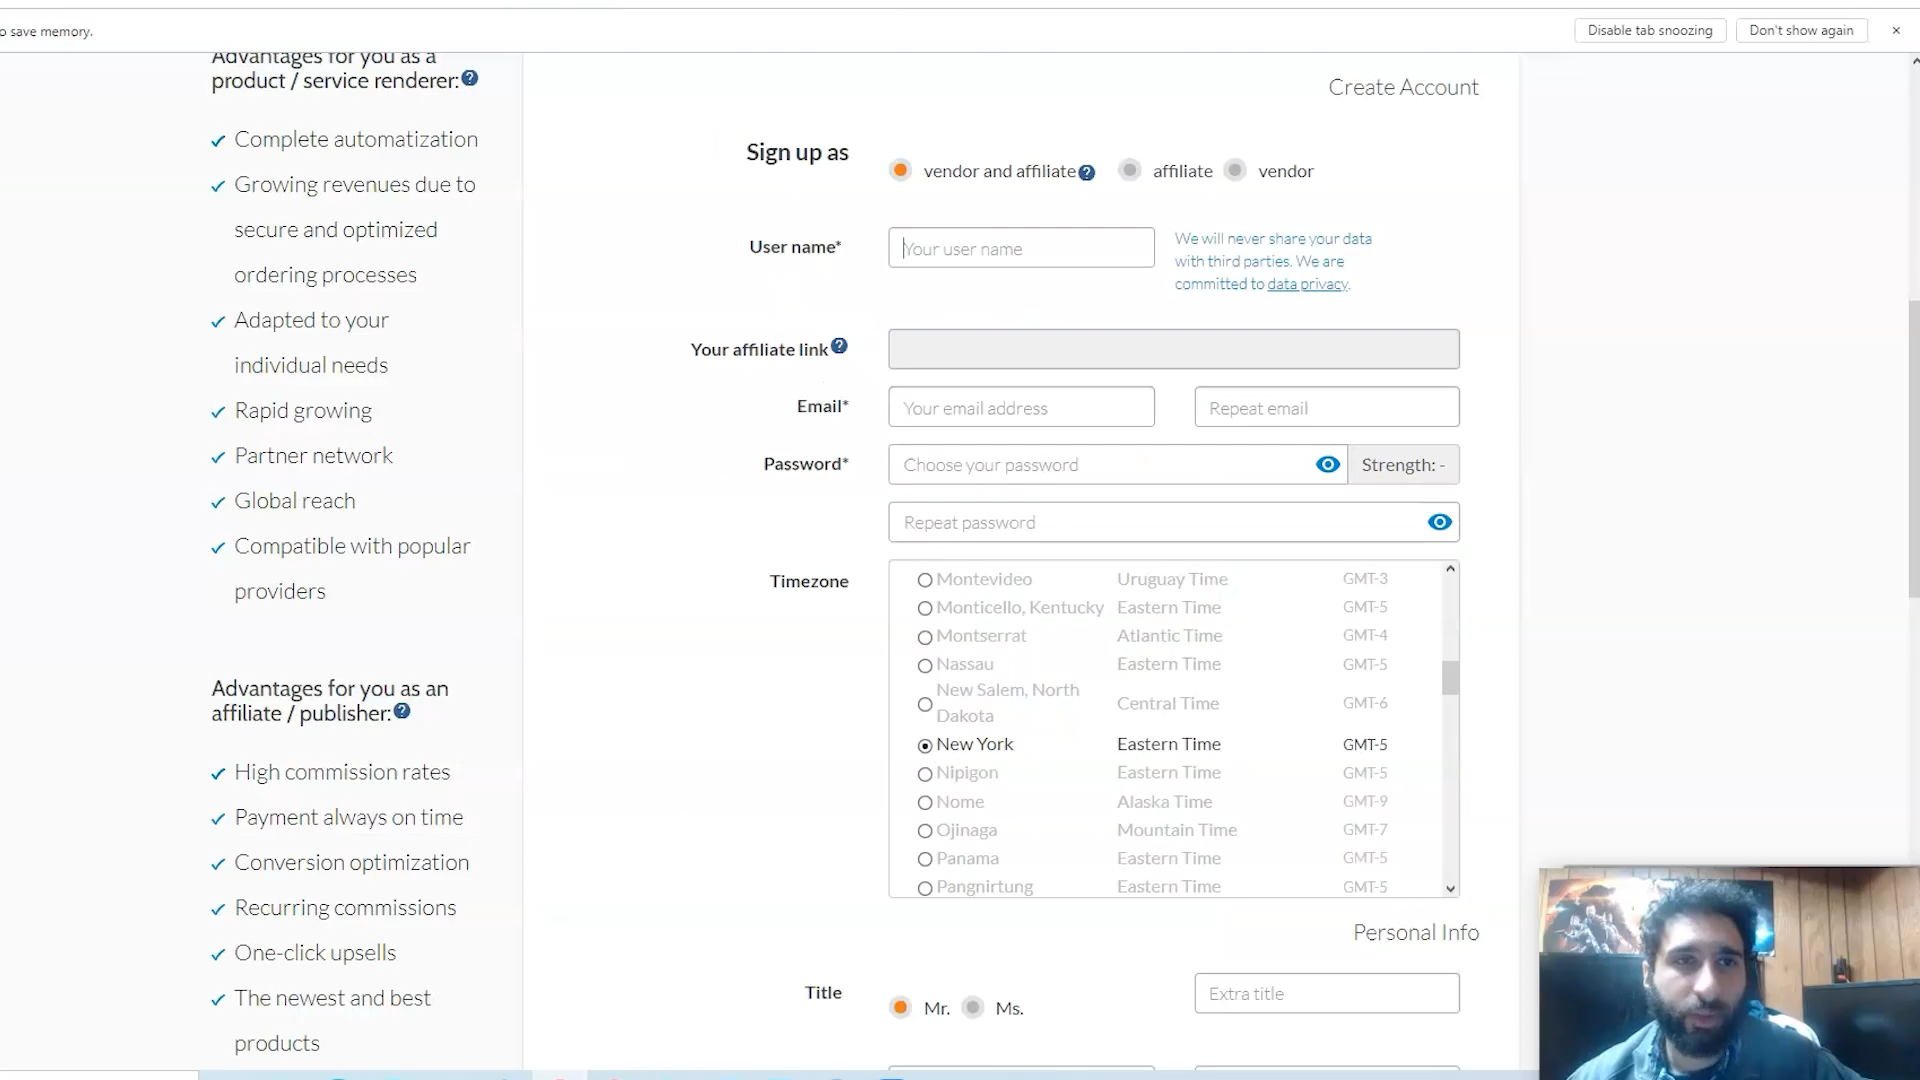 o save memory.
Disable tab snoozing
Don't show again
Advantages for you as a
product / service renderer:
Complete automatization
Growing revenues due to
secure and optimized
ordering processes
Adapted to your
individual needs
Rapid growing
Partner network
Global reach
Compatible with popular
providers
Advantages for you as an
affiliate / publisher:
High commission rates
Payment always on time
Conversion optimization
Recurring commissions
One-click upsells
The newest and best
products
Create Account
Sign up as
vendor and affiliate
affiliate
vendor
User name*
Your user name
We will never share your data
with third parties. We are
committed to data privacy.
Your affiliate link
Email*
Your email address
Repeat email
Password*
Choose your password
Strength: -
Repeat password
Timezone
Montevideo Uruguay Time GMT-3
Monticello, Kentucky Eastern Time GMT-5
Montserrat Atlantic Time GMT-4
Nassau Eastern Time GMT-5
New Salem, North
Dakota Central Time GMT-6
New York Eastern Time GMT-5
Nipigon Eastern Time GMT-5
Nome Alaska Time GMT-9
Ojinaga Mountain Time GMT-7
Panama Eastern Time GMT-5
Pangnirtung Eastern Time GMT-5
Personal Info
Title
Mr.
Ms.
Extra title